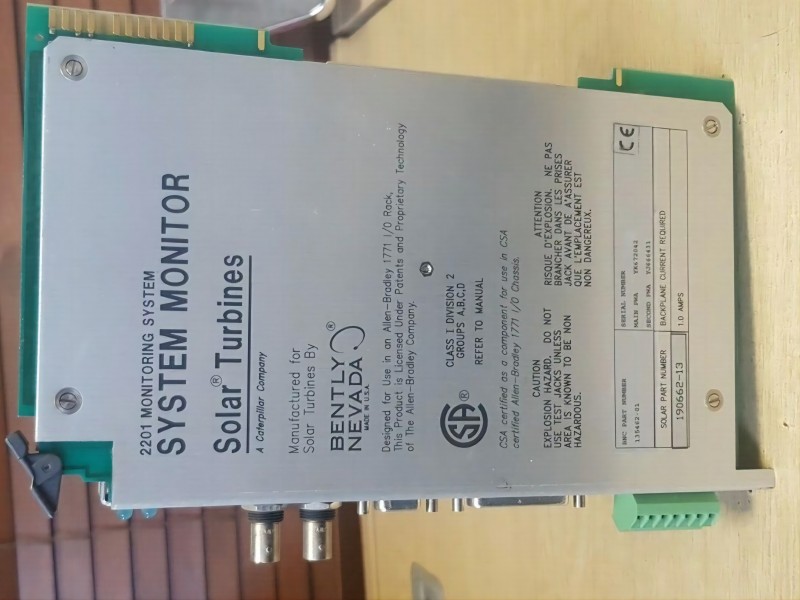 2201 MONITORING SYSTEM
SYSTEM MONITOR
Solar® Turbines
A Caterpillar Company
Manufactured for
Solar Turbines By
BENTLY
NEVADA®
MADE IN U.S.A.
Designed for Use in an Allen-Bradley 1771 I/O Rack,
This Product is Licensed Under Patents and Proprietary Technology
of The Allen-Bradley Company.
CLASS I DIVISION 2
GROUPS A,B,C,D
REFER TO MANUAL
CSA®
CSA certified as a component for use in CSA
certified Allen-Bradley 1771 I/O Chassis.
CAUTION
EXPLOSION HAZARD. DO NOT
USE TEST JACKS UNLESS
AREA IS KNOWN TO BE NON
HAZARDOUS.
ATTENTION
RISQUE D'EXPLOSION. NE PAS
BRANCHER DANS LES PRISES
JACK AVANT DE A'ASSURER
QUE L'EMPLACEMENT EST
NON DANGEREUX.
BNC PART NUMBER
135462-01
SERIAL NUMBER
MAIN PWA
SECOND PWA
CE
SOLAR PART NUMBER
190662-13
BACKPLANE CURRENT REQUIRED
1.0 AMPS